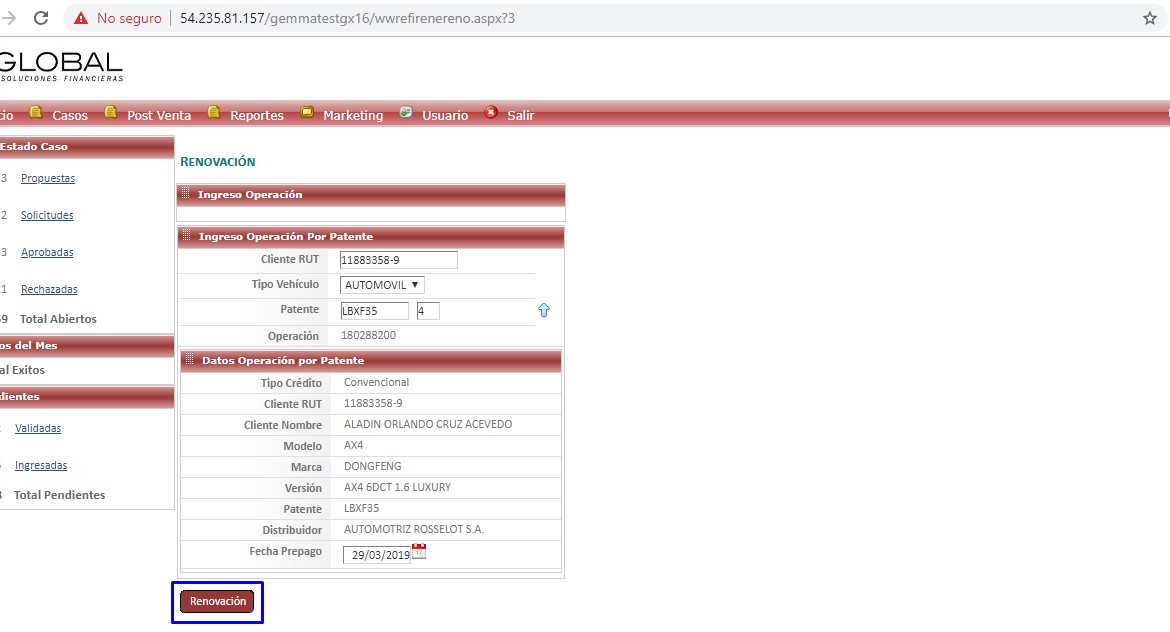 No seguro | 54.235.81.157/gemmatestgx16/wwrefirenereno.aspx?3
GLOBAL
SOLUCIONES FINANCIERAS
cio Casos Post Venta Reportes Marketing Usuario Salir
Estado Caso
3 Propuestas
2 Solicitudes
3 Aprobadas
1 Rechazadas
59 Total Abiertos
os del Mes
al Exitos
dientes
Validadas
Ingresadas
Total Pendientes
RENOVACIÓN
Ingreso Operación
Ingreso Operación Por Patente
Cliente RUT 11883358-9
Tipo Vehículo AUTOMOVIL
Patente LBXF35 4
Operación 180288200
Datos Operación por Patente
Tipo Crédito Convencional
Cliente RUT 11883358-9
Cliente Nombre ALADIN ORLANDO CRUZ ACEVEDO
Modelo AX4
Marca DONGFENG
Versión AX4 6DCT 1.6 LUXURY
Patente LBXF35
Distribuidor AUTOMOTRIZ ROSSELOT S.A.
Fecha Prepago 29/03/2019
Renovación